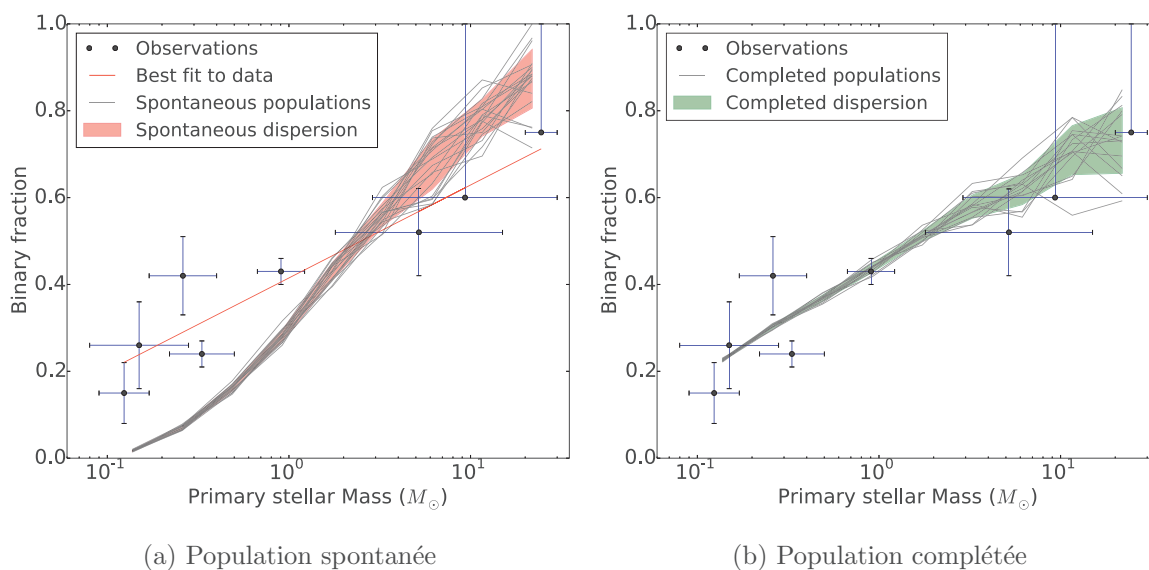 1.0
0.8
0.6
0.4
0.2
0.0
Binary fraction
Observations
Best fit to data
Spontaneous populations
Spontaneous dispersion
10⁻¹ 10⁰ 10¹
Primary stellar Mass (M⊙)
(a) Population spontanée
1.0
0.8
0.6
0.4
0.2
0.0
Binary fraction
Observations
Completed populations
Completed dispersion
10⁻¹ 10⁰ 10¹
Primary stellar Mass (M⊙)
(b) Population complétée